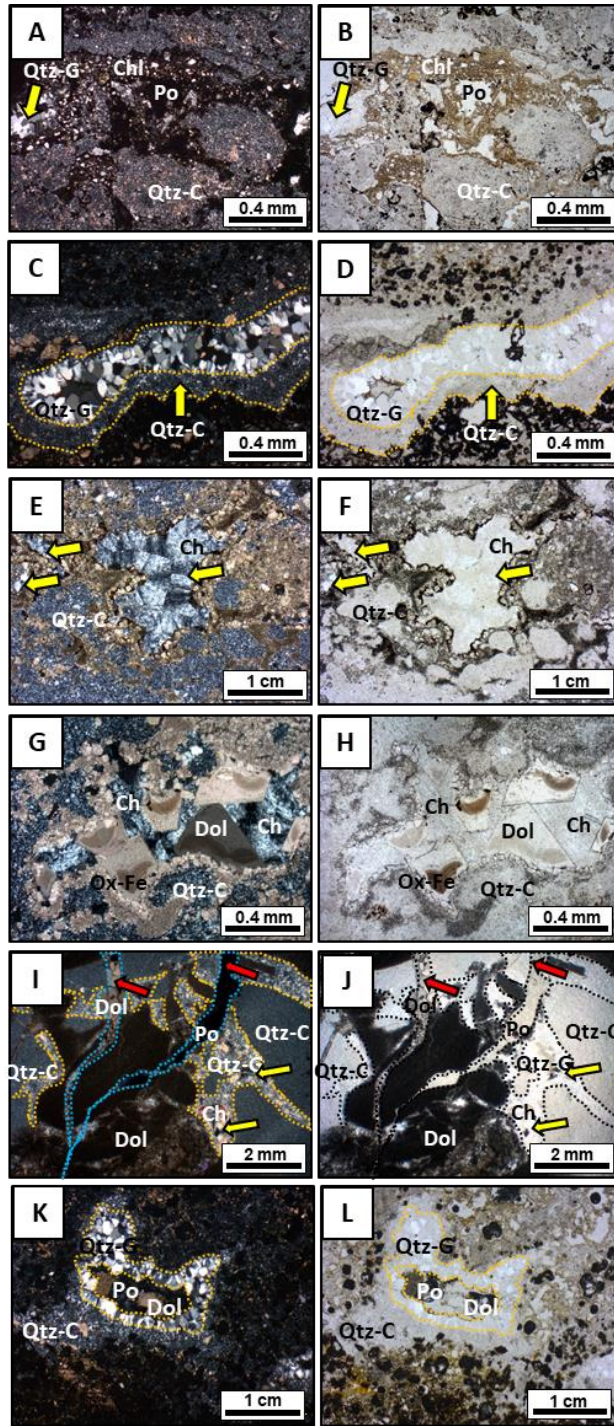 A
Qtz-G
Chl
Po
Qtz-C
0.4 mm
B
Qtz-G
Chl
Po
Qtz-C
0.4 mm
C
Qtz-G
Qtz-C
0.4 mm
D
Qtz-G
Qtz-C
0.4 mm
E
Ch
Qtz-C
1 cm
F
Ch
Qtz-C
1 cm
G
Ch
Dol
Ch
Ox-Fe
Qtz-C
0.4 mm
H
Ch
Dol
Ch
Ox-Fe
Qtz-C
0.4 mm
I
Dol
Po
Qtz-C
Qtz-C
Qtz-G
Ch
Dol
2 mm
J
Dol
Po
Qtz-C
Qtz-C
Qtz-G
Ch
Dol
2 mm
K
Qtz-G
Po
Dol
Qtz-C
1 cm
L
Qtz-G
Po
Dol
Qtz-C
1 cm